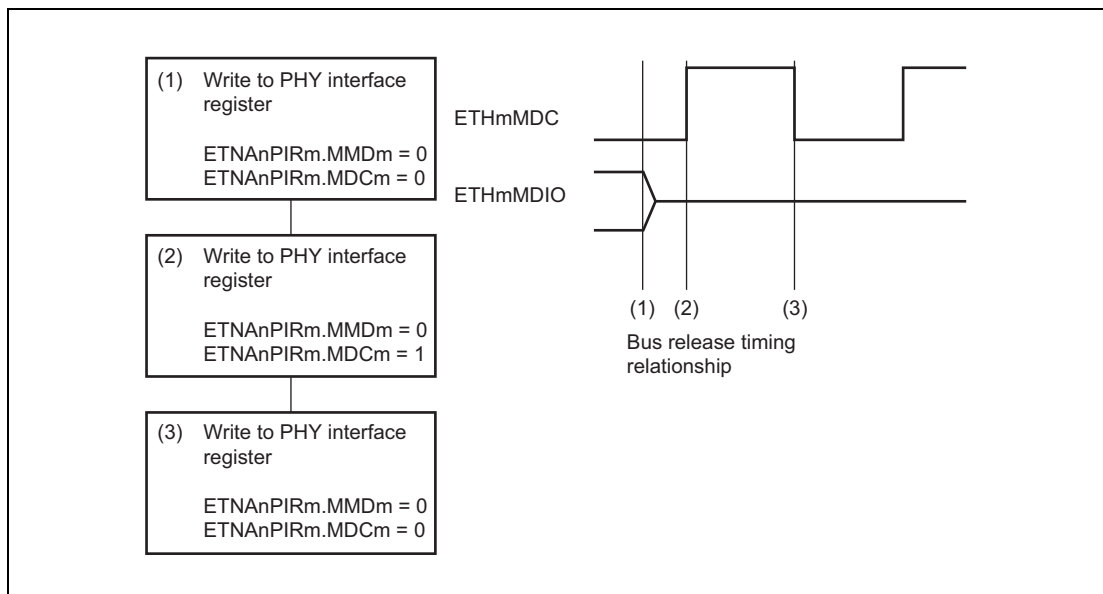 (1) Write to PHY interface
register
ETNAnPIRm.MMDm = 0
ETNAnPIRm.MDCm = 0
(2) Write to PHY interface
register
ETNAnPIRm.MMDm = 0
ETNAnPIRm.MDCm = 1
(3) Write to PHY interface
register
ETNAnPIRm.MMDm = 0
ETNAnPIRm.MDCm = 0
ETHmMDC
ETHmMDIO
(1) (2) (3)
Bus release timing
relationship